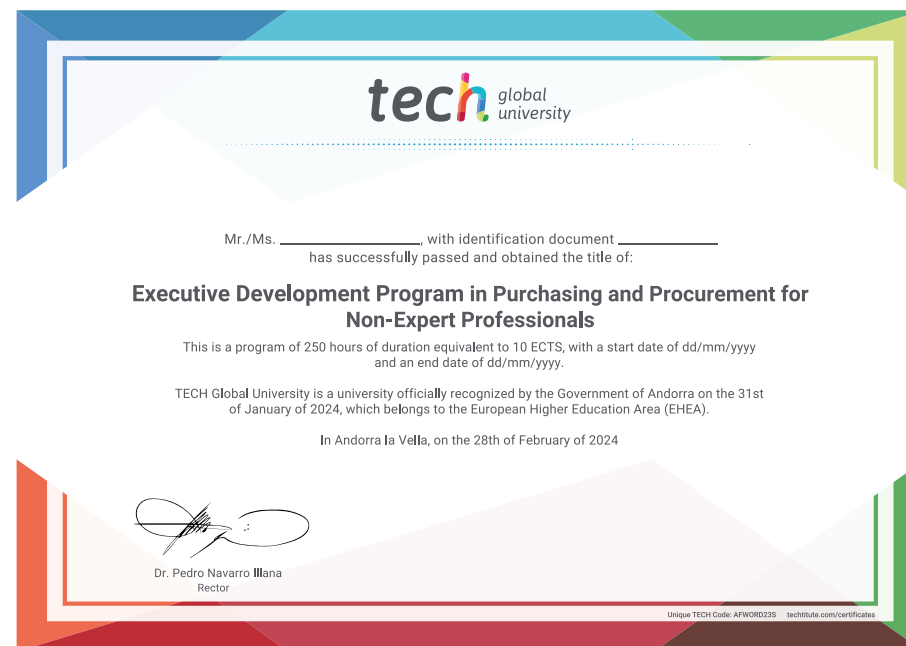 tech global
university
Mr./Ms. ____________________, with identification document ______________
has successfully passed and obtained the title of:
Executive Development Program in Purchasing and Procurement for
Non-Expert Professionals
This is a program of 250 hours of duration equivalent to 10 ECTS, with a start date of dd/mm/yyyy
and an end date of dd/mm/yyyy.
TECH Global University is a university officially recognized by the Government of Andorra on the 31st
of January of 2024, which belongs to the European Higher Education Area (EHEA).
In Andorra la Vella, on the 28th of February of 2024
Dr. Pedro Navarro Illana
Rector
Unique TECH Code: AFWORD23S techtitute.com/certificates